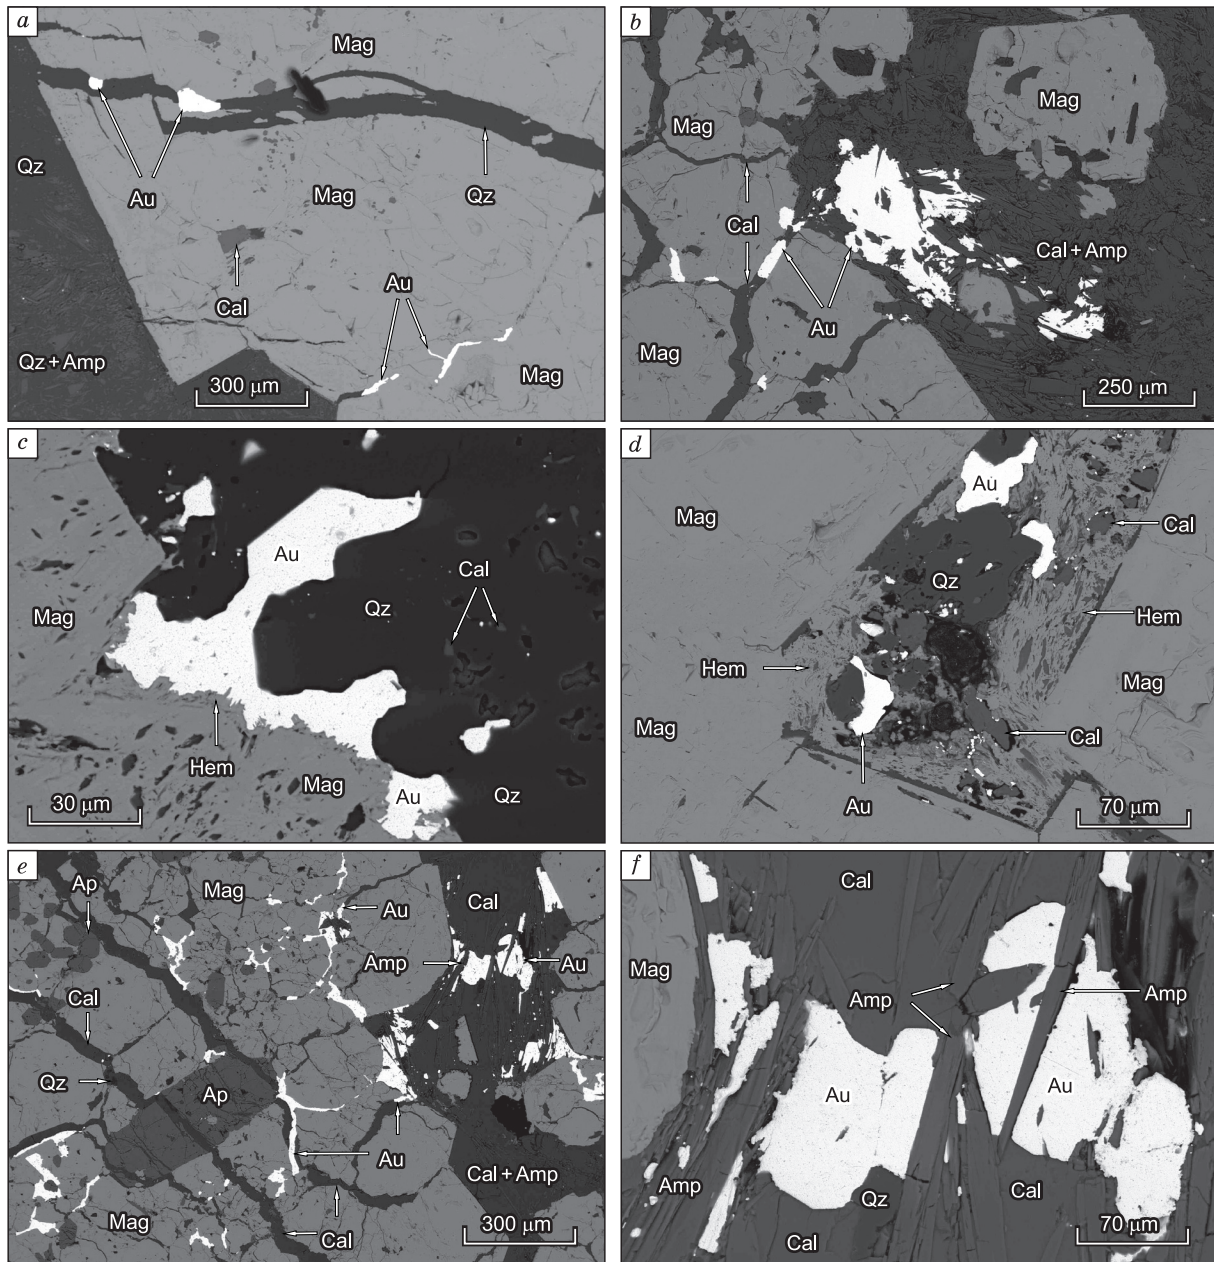 a
Mag
Qz
Au
Mag
Qz
Cal
Au
Qz + Amp
Mag
300 μm
b
Mag
Mag
Cal
Cal + Amp
Au
Mag
250 μm
c
Au
Cal
Qz
Mag
Hem
Mag
Au
Qz
30 μm
d
Au
Mag
Cal
Qz
Hem
Hem
Mag
Mag
Cal
Au
70 μm
e
Ap
Mag
Au
Cal
Amp
Au
Cal
Qz
Ap
Au
Cal + Amp
Mag
Cal
300 μm
f
Cal
Mag
Amp
Amp
Au
Au
Amp
Qz
Cal
Cal
70 μm